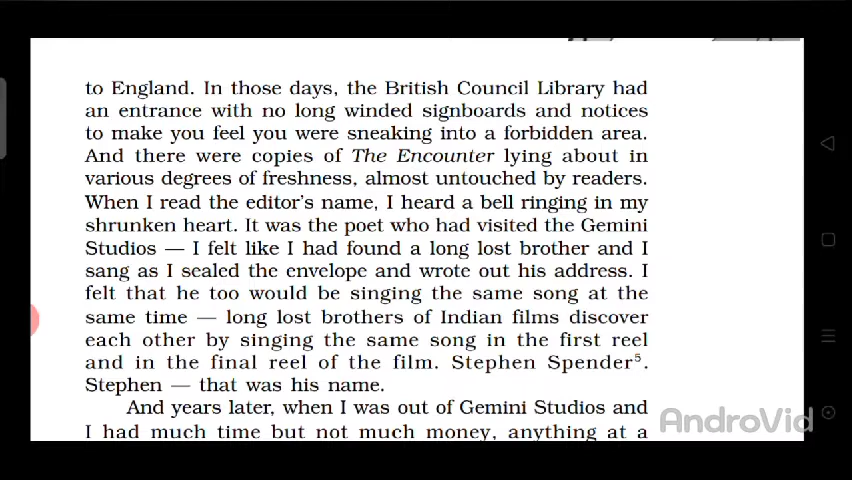 to England. In those days, the British Council Library had
an entrance with no long winded signboards and notices
to make you feel you were sneaking into a forbidden area.
And there were copies of The Encounter lying about in
various degrees of freshness, almost untouched by readers.
When I read the editor's name, I heard a bell ringing in my
shrunken heart. It was the poet who had visited the Gemini
Studios — I felt like I had found a long lost brother and I
sang as I sealed the envelope and wrote out his address. I
felt that he too would be singing the same song at the
same time — long lost brothers of Indian films discover
each other by singing the same song in the first reel
and in the final reel of the film. Stephen Spender⁵.
Stephen — that was his name.
And years later, when I was out of Gemini Studios and
I had much time but not much money, anything at a
AndroVid